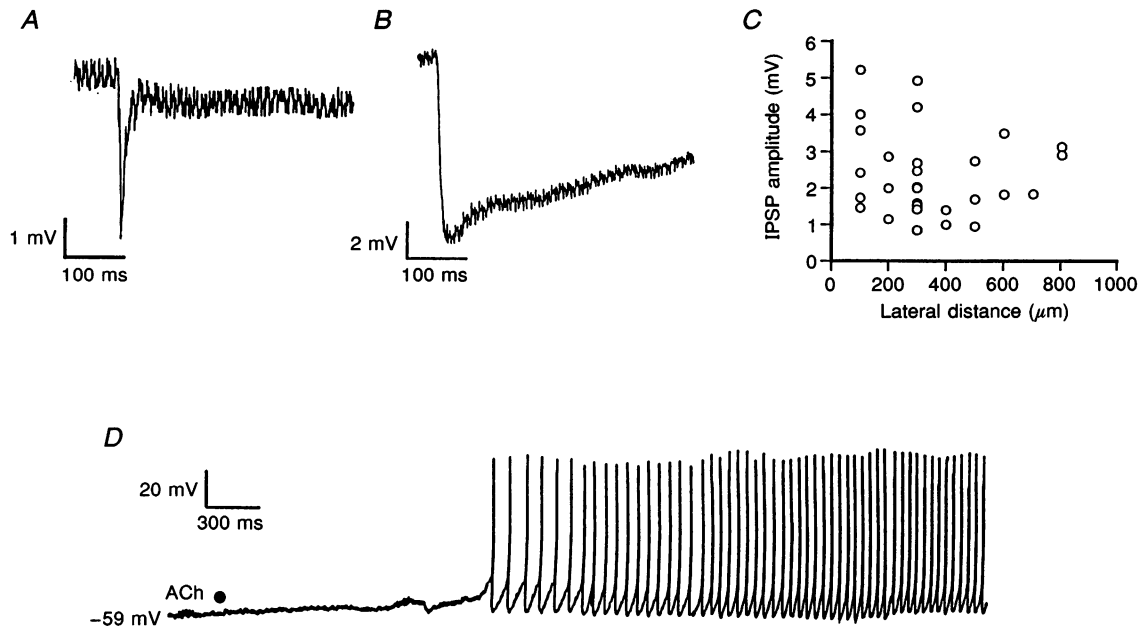 A
1 mV
100 ms
B
2 mV
100 ms
C
IPSP amplitude (mV)
6
5
4
3
2
1
0
0 200 400 600 800 1000
Lateral distance (μm)
D
20 mV
300 ms
ACh
−59 mV